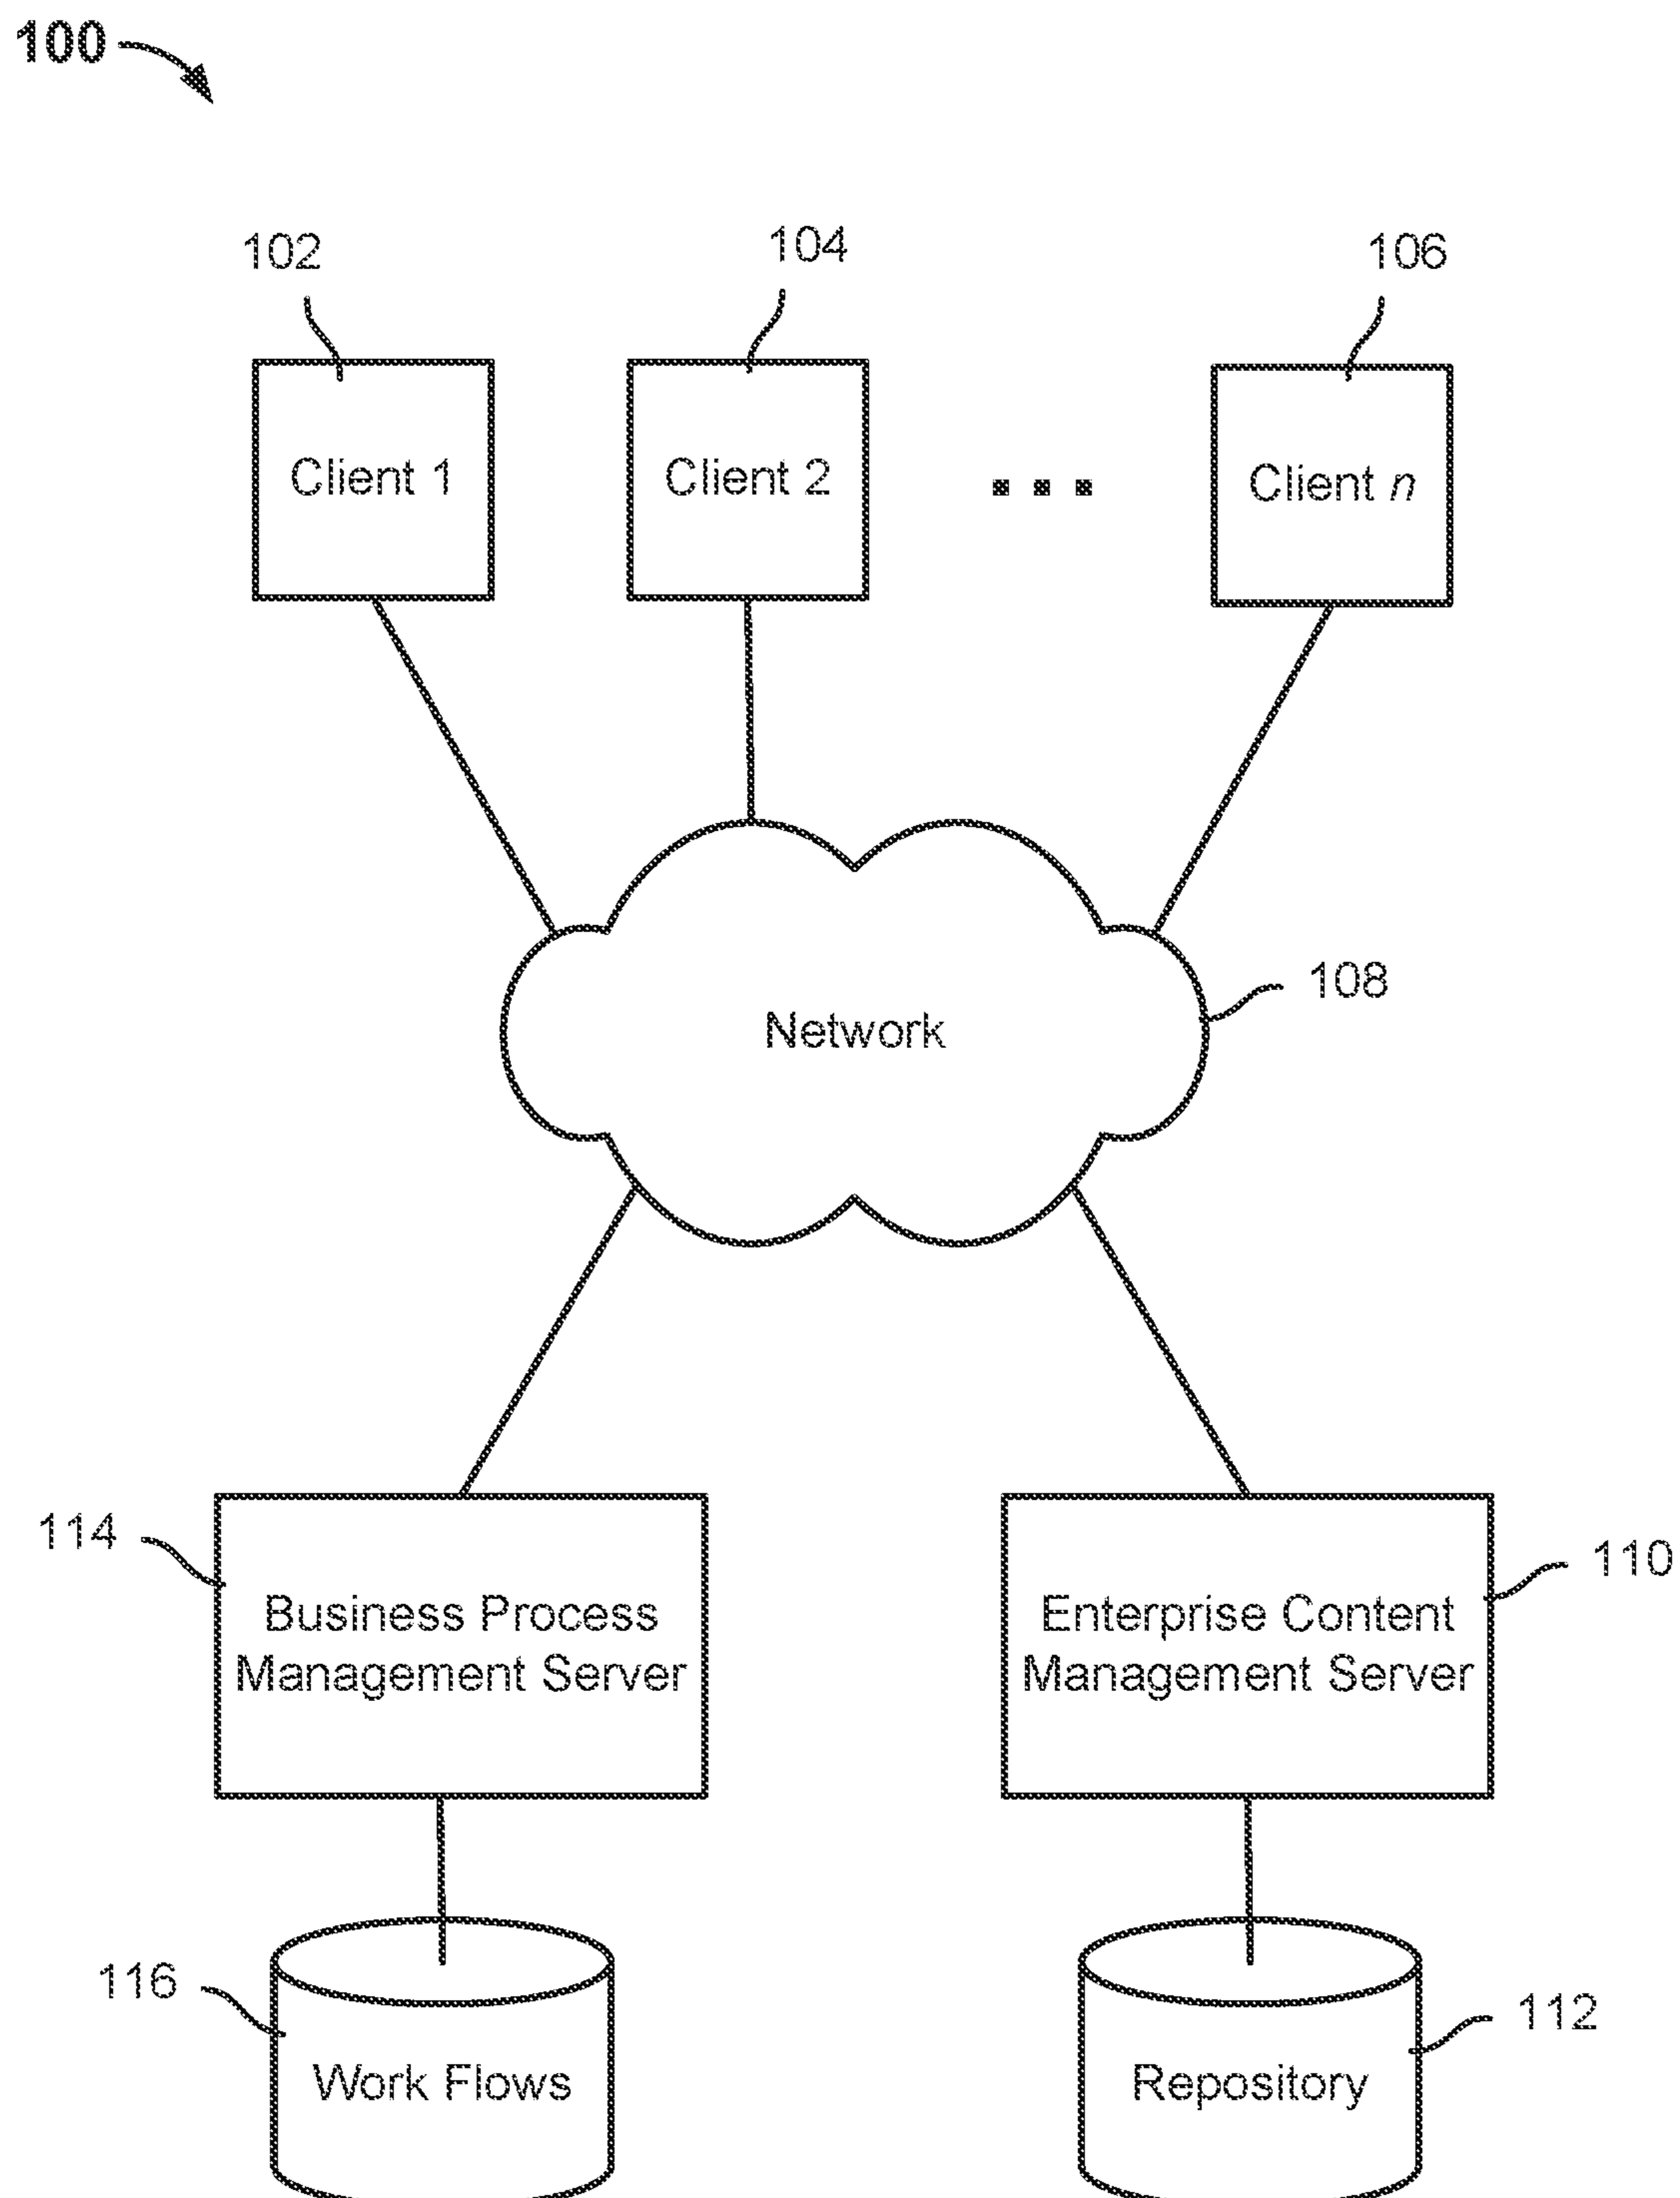 100
102
104
106
Client 1
Client 2
...
Client n
108
Network
114
110
Business Process
Management Server
Enterprise Content
Management Server
116
112
Work Flows
Repository